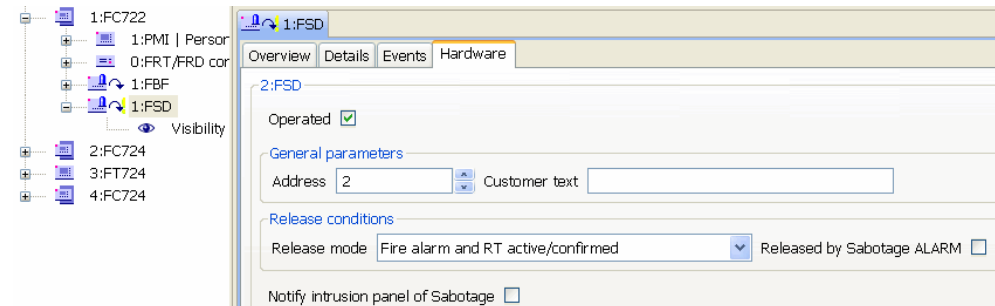 1:FC722
1:PMI | Person
0:FRT/FRD cor
1:FBF
1:FSD
Visibility
2:FC724
3:FT724
4:FC724
1:FSD
Overview Details Events Hardware
2:FSD
Operated
General parameters
Address 2 Customer text
Release conditions
Release mode Fire alarm and RT active/confirmed Released by Sabotage ALARM
Notify intrusion panel of Sabotage